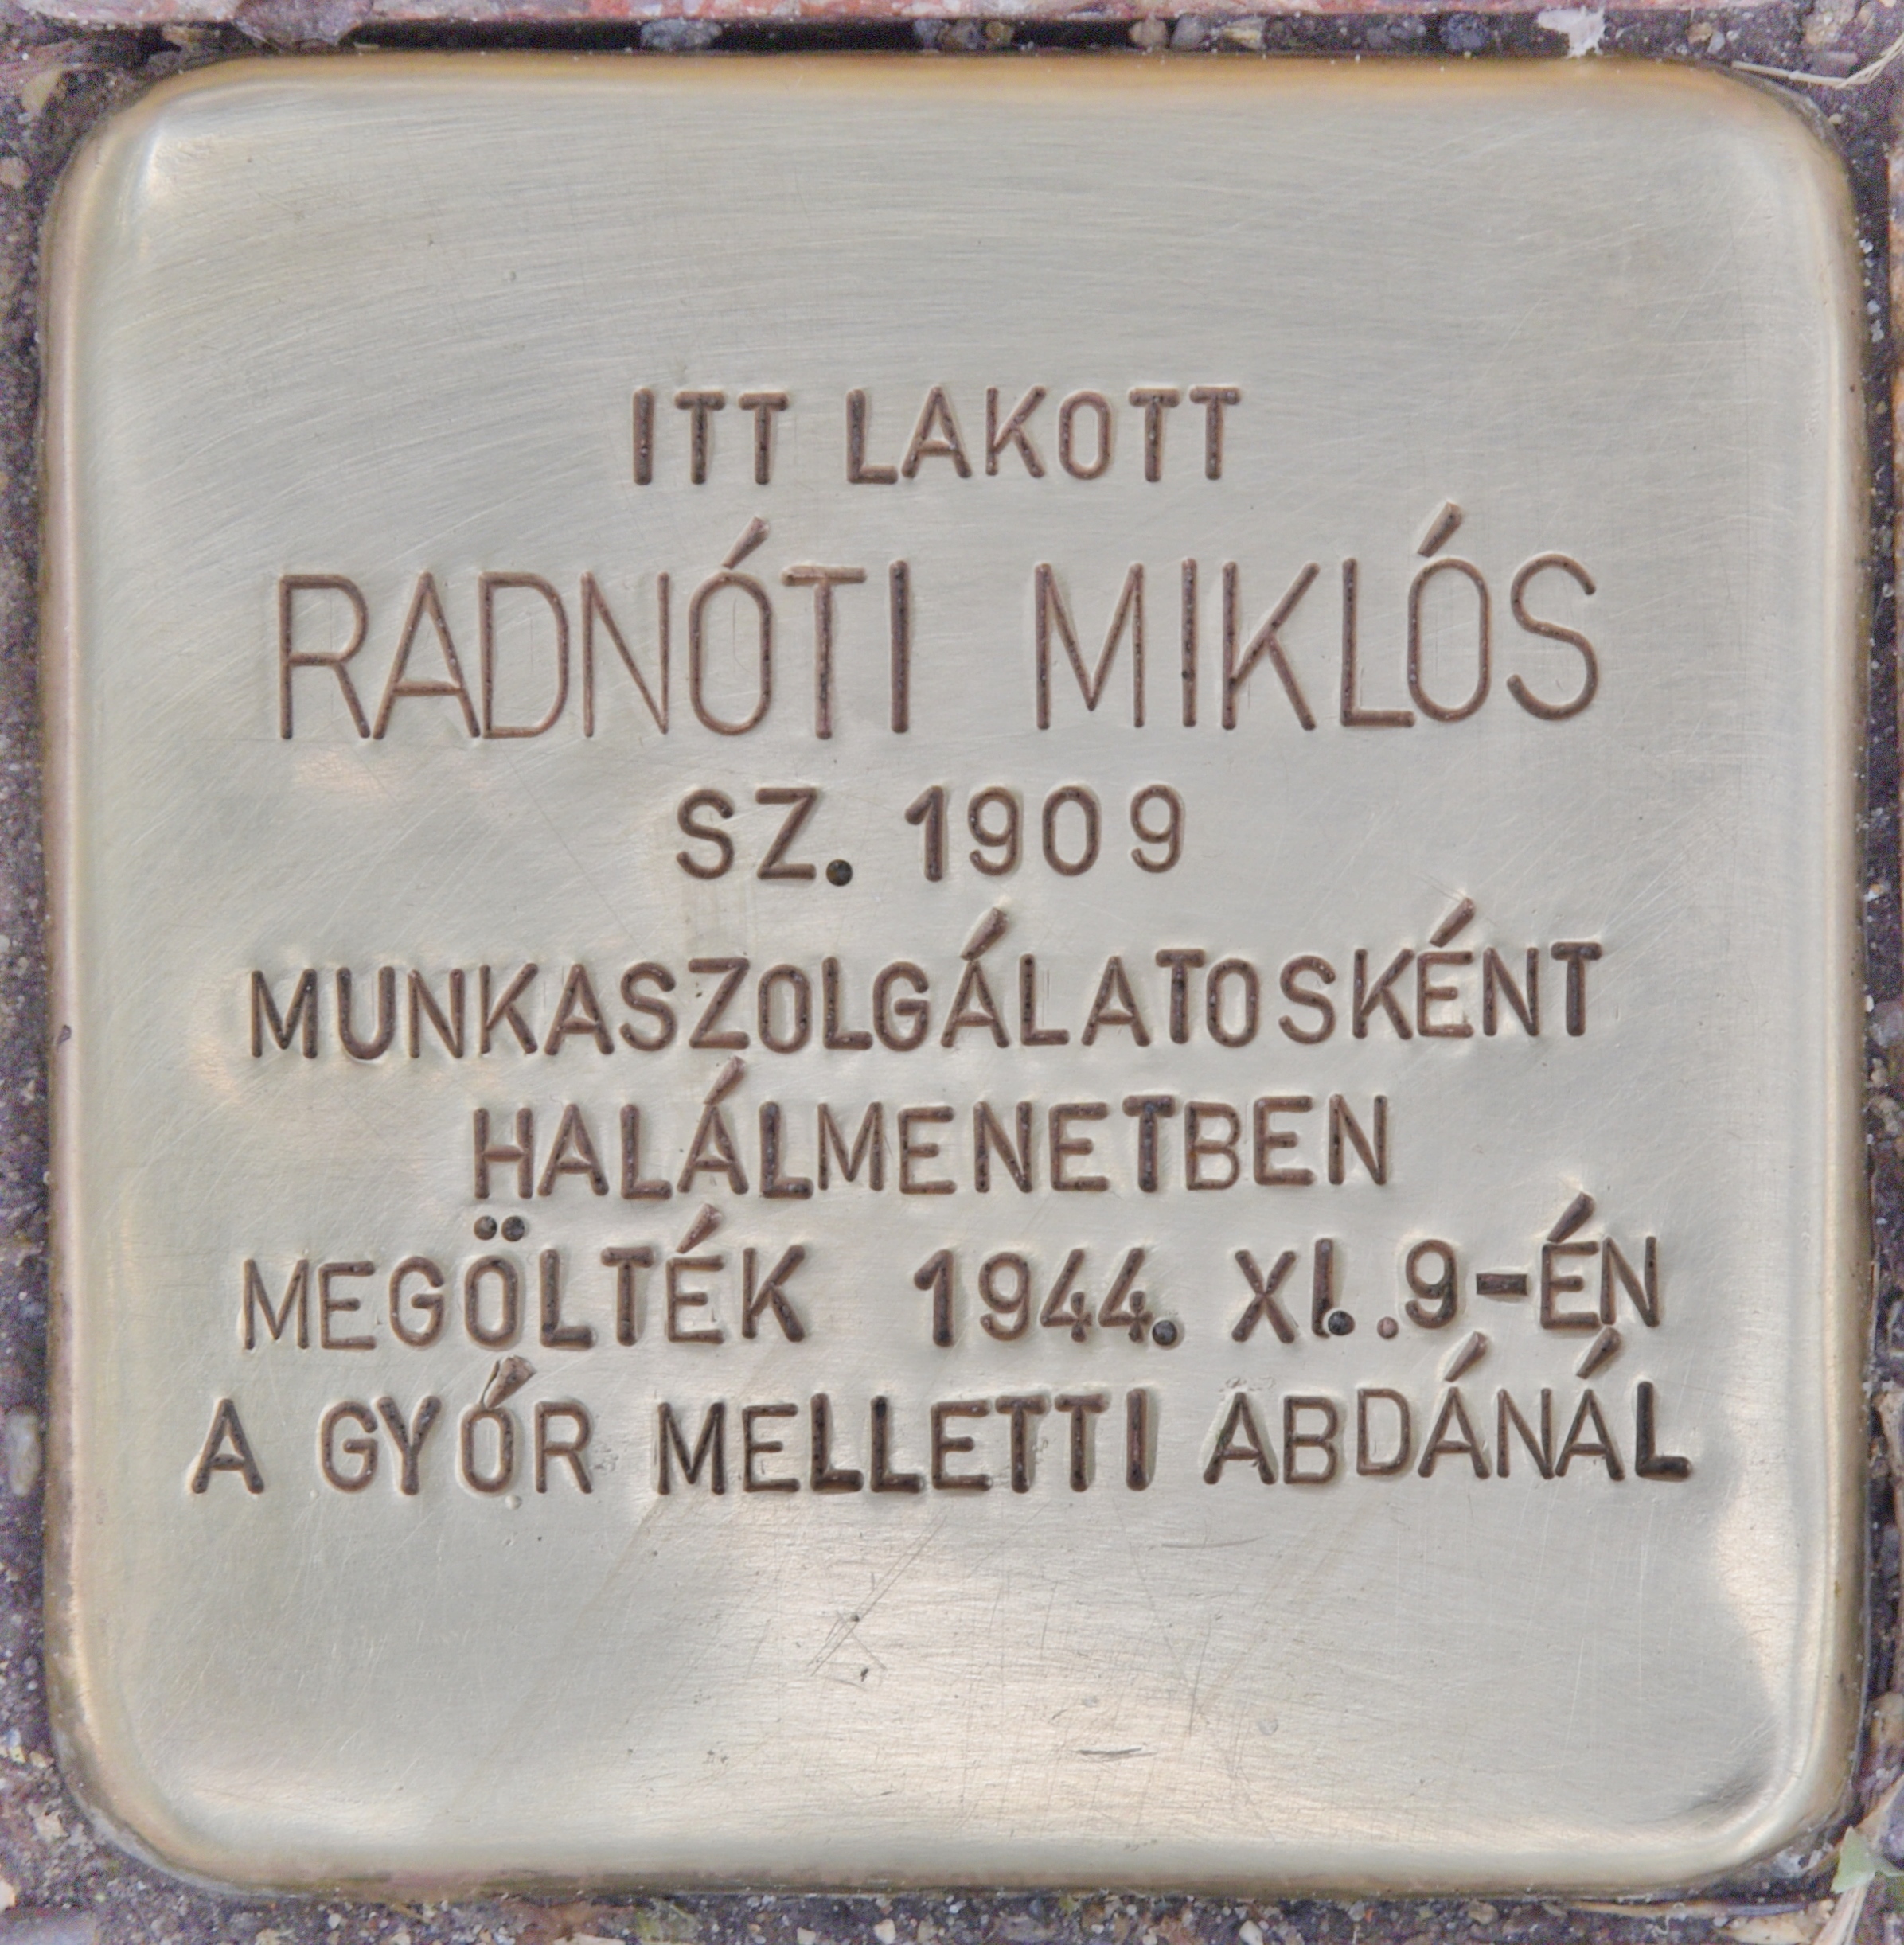 ITT LAKOTT
RADNÓTI MIKLÓS
SZ. 1909
MUNKASZOLGÁLATOSKÉNT
HALÁLMENETBEN
MEGÖLTÉK 1944. XI. 9-ÉN
A GYŐR MELLETTI ABDÁNÁL